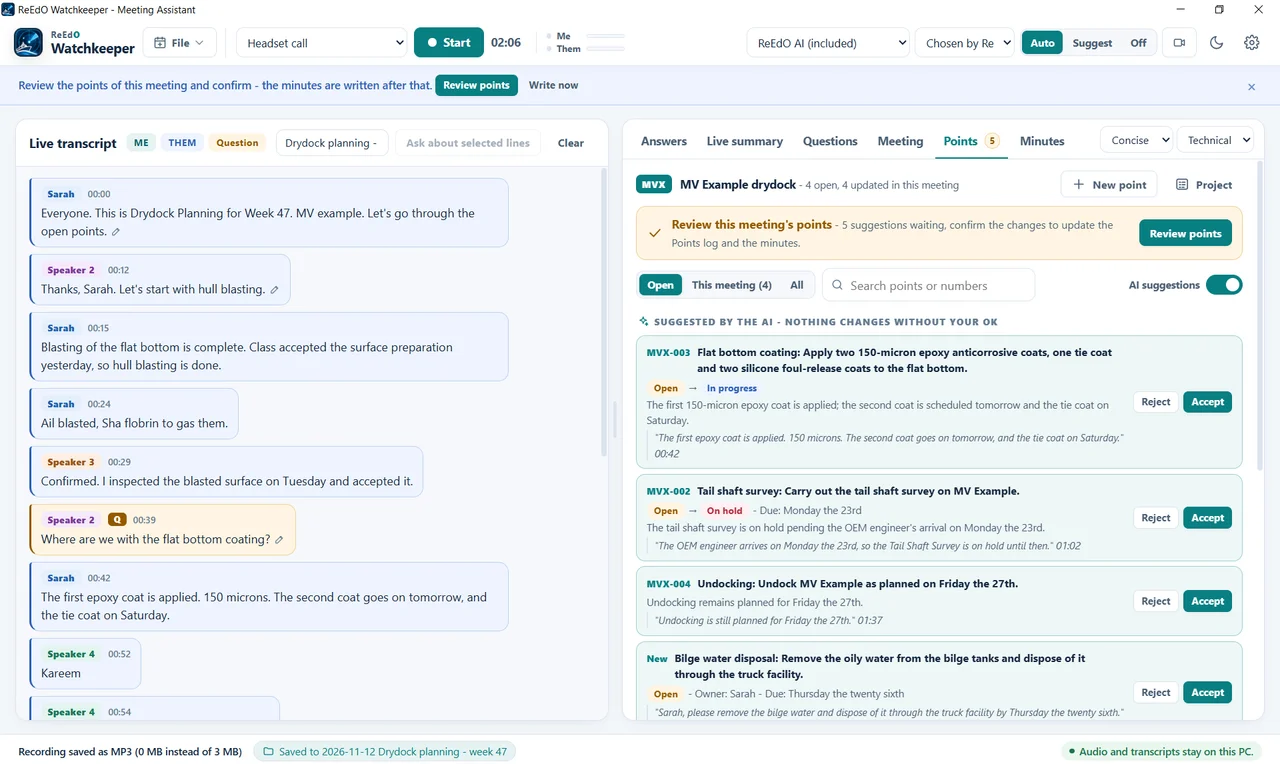 ReEdO Watchkeeper - Meeting Assistant
ReEdO
Watchkeeper
File
Headset call
Start
02:06
Me
Them
ReEdO AI (included)
Chosen by Re
Auto
Suggest
Off
Review the points of this meeting and confirm - the minutes are written after that.
Review points
Write now
Live transcript
ME
THEM
Question
Drydock planning -
Ask about selected lines
Clear
Sarah 00:00
Everyone. This is Drydock Planning for Week 47. MV example. Let's go through the
open points.
Speaker 2 00:12
Thanks, Sarah. Let's start with hull blasting.
Sarah 00:15
Blasting of the flat bottom is complete. Class accepted the surface preparation
yesterday, so hull blasting is done.
Sarah 00:24
Ail blasted, Sha flobrin to gas them.
Speaker 3 00:29
Confirmed. I inspected the blasted surface on Tuesday and accepted it.
Speaker 2 Q 00:39
Where are we with the flat bottom coating?
Sarah 00:42
The first epoxy coat is applied. 150 microns. The second coat goes on tomorrow, and
the tie coat on Saturday.
Speaker 4 00:52
Kareem
Speaker 4 00:54
Answers
Live summary
Questions
Meeting
Points 5
Minutes
Concise
Technical
MVX MV Example drydock - 4 open, 4 updated in this meeting
New point
Project
Review this meeting's points - 5 suggestions waiting, confirm the changes to update the
Points log and the minutes.
Review points
Open
This meeting (4)
All
Search points or numbers
AI suggestions
SUGGESTED BY THE AI - NOTHING CHANGES WITHOUT YOUR OK
MVX-003 Flat bottom coating: Apply two 150-micron epoxy anticorrosive coats, one tie coat
and two silicone foul-release coats to the flat bottom.
Open → In progress
The first 150-micron epoxy coat is applied; the second coat is scheduled tomorrow and the tie coat on
Saturday.
"The first epoxy coat is applied. 150 microns. The second coat goes on tomorrow, and the tie coat on Saturday."
00:42
Reject
Accept
MVX-002 Tail shaft survey: Carry out the tail shaft survey on MV Example.
Open → On hold - Due: Monday the 23rd
The tail shaft survey is on hold pending the OEM engineer's arrival on Monday the 23rd.
"The OEM engineer arrives on Monday the 23rd, so the Tail Shaft Survey is on hold until then." 01:02
Reject
Accept
MVX-004 Undocking: Undock MV Example as planned on Friday the 27th.
Undocking remains planned for Friday the 27th.
"Undocking is still planned for Friday the 27th." 01:37
Reject
Accept
New Bilge water disposal: Remove the oily water from the bilge tanks and dispose of it
through the truck facility.
Open - Owner: Sarah - Due: Thursday the twenty sixth
"Sarah, please remove the bilge water and dispose of it through the truck facility by Thursday the twenty sixth."
Reject
Accept
Recording saved as MP3 (0 MB instead of 3 MB)
Saved to 2026-11-12 Drydock planning - week 47
Audio and transcripts stay on this PC.